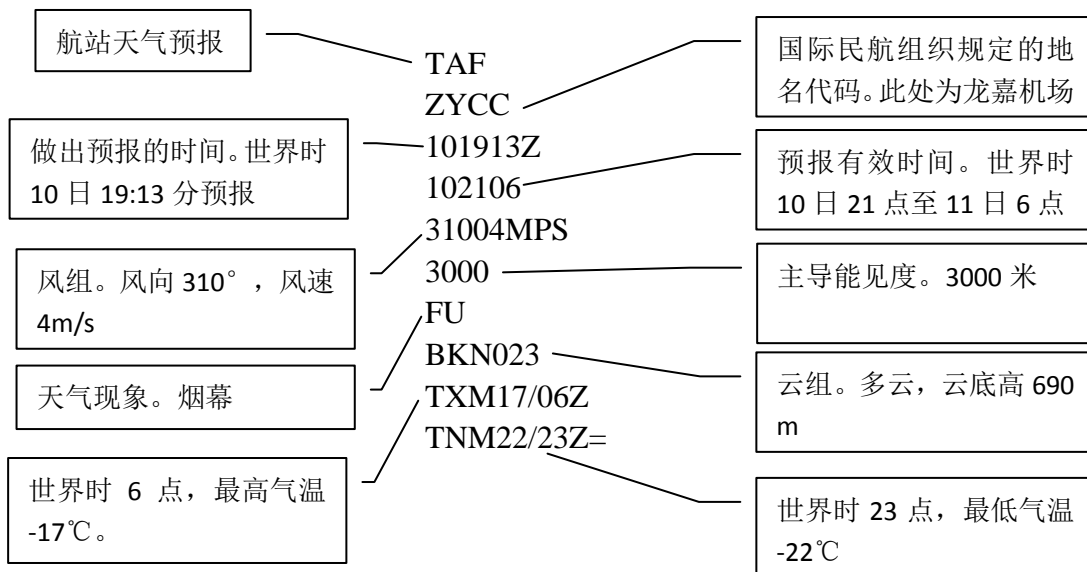 航站天气预报
TAF
ZYCC
101913Z
102106
31004MPS
3000
FU
BKN023
TXM17/06Z
TNM22/23Z=
国际民航组织规定的地
名代码。此处为龙嘉机场
做出预报的时间。世界时
10 日 19:13 分预报
预报有效时间。世界时
10 日 21 点至 11 日 6 点
风组。风向 310°，风速
4m/s
主导能见度。3000 米
天气现象。烟幕
云组。多云，云底高 690
m
世界时 6 点，最高气温
-17℃。
世界时 23 点，最低气温
-22℃